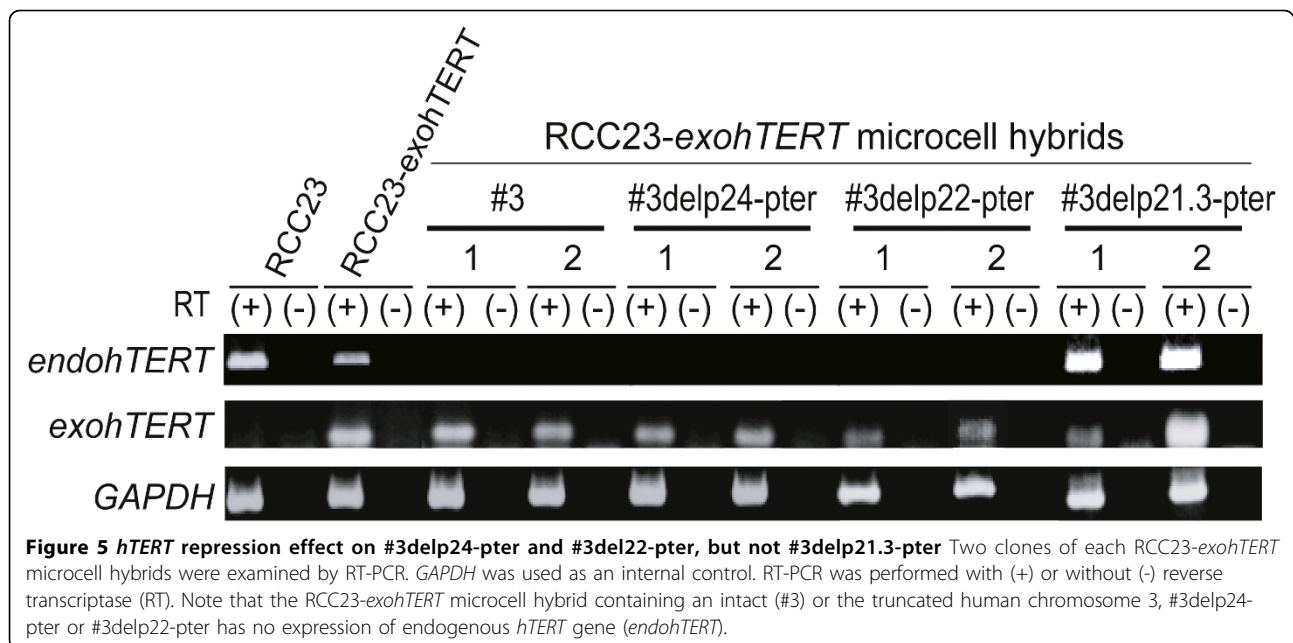 RCC23
RCC23-exohTERT
RCC23-exohTERT microcell hybrids
#3 #3delp24-pter #3delp22-pter #3delp21.3-pter
1 2 1 2 1 2 1 2
RT (+) (-) (+) (-) (+) (-) (+) (-) (+) (-) (+) (-) (+) (-) (+) (-) (+) (-) (+) (-)
endohTERT
exohTERT
GAPDH
Figure 5 hTERT repression effect on #3delp24-pter and #3del22-pter, but not #3delp21.3-pter Two clones of each RCC23-exohTERT
microcell hybrids were examined by RT-PCR. GAPDH was used as an internal control. RT-PCR was performed with (+) or without (-) reverse
transcriptase (RT). Note that the RCC23-exohTERT microcell hybrid containing an intact (#3) or the truncated human chromosome 3, #3delp24-
pter or #3delp22-pter has no expression of endogenous hTERT gene (endohTERT).